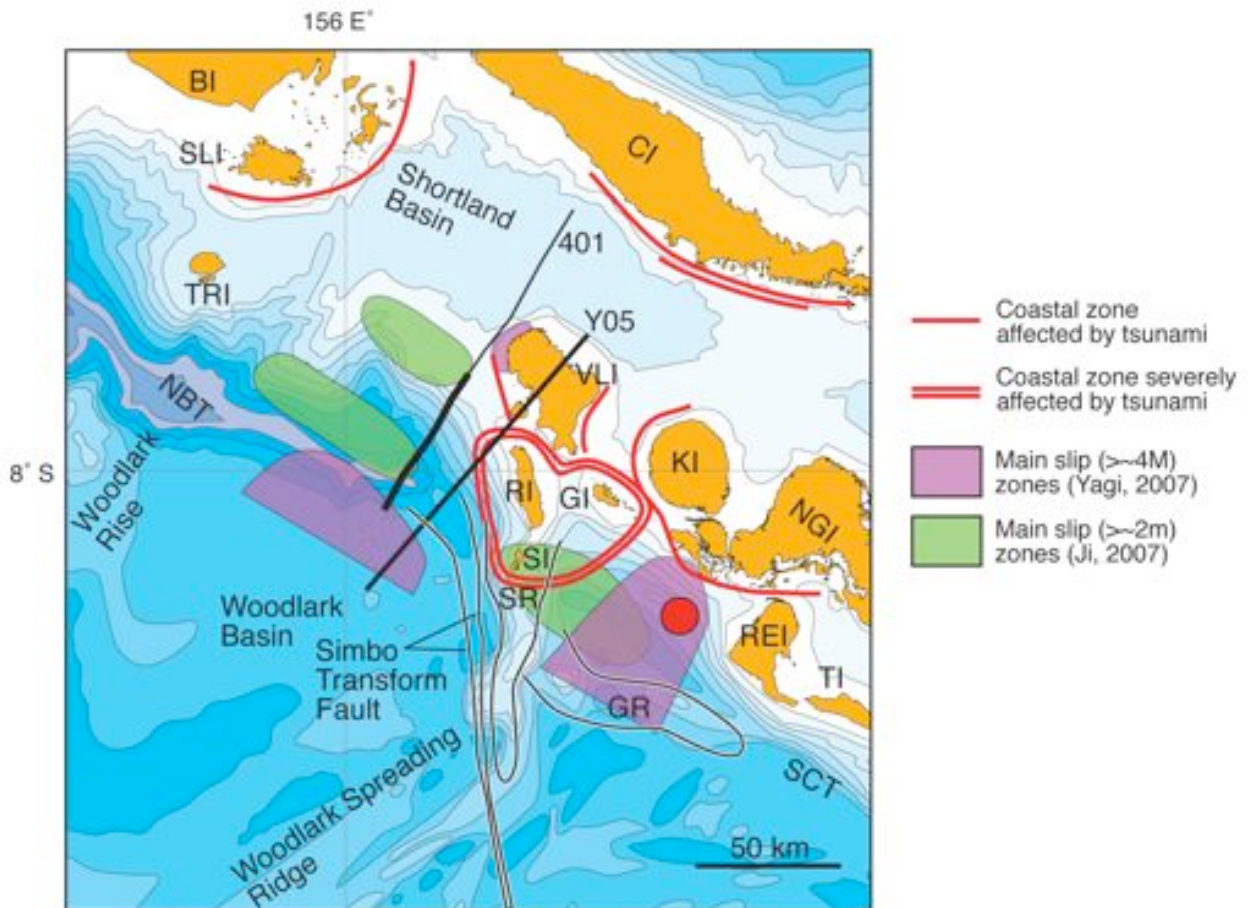 156 E°
BI
SLI
CI
Shortland
Basin
401
TRI
Y05
VLI
NBT
8° S
Woodlark
Rise
KI
RI
GI
NGI
SI
SR
Woodlark
Basin
Simbo
Transform
Fault
REI
TI
GR
SCT
Woodlark Spreading
Ridge
50 km
Coastal zone
affected by tsunami
Coastal zone severely
affected by tsunami
Main slip (>~4M)
zones (Yagi, 2007)
Main slip (>~2m)
zones (Ji, 2007)